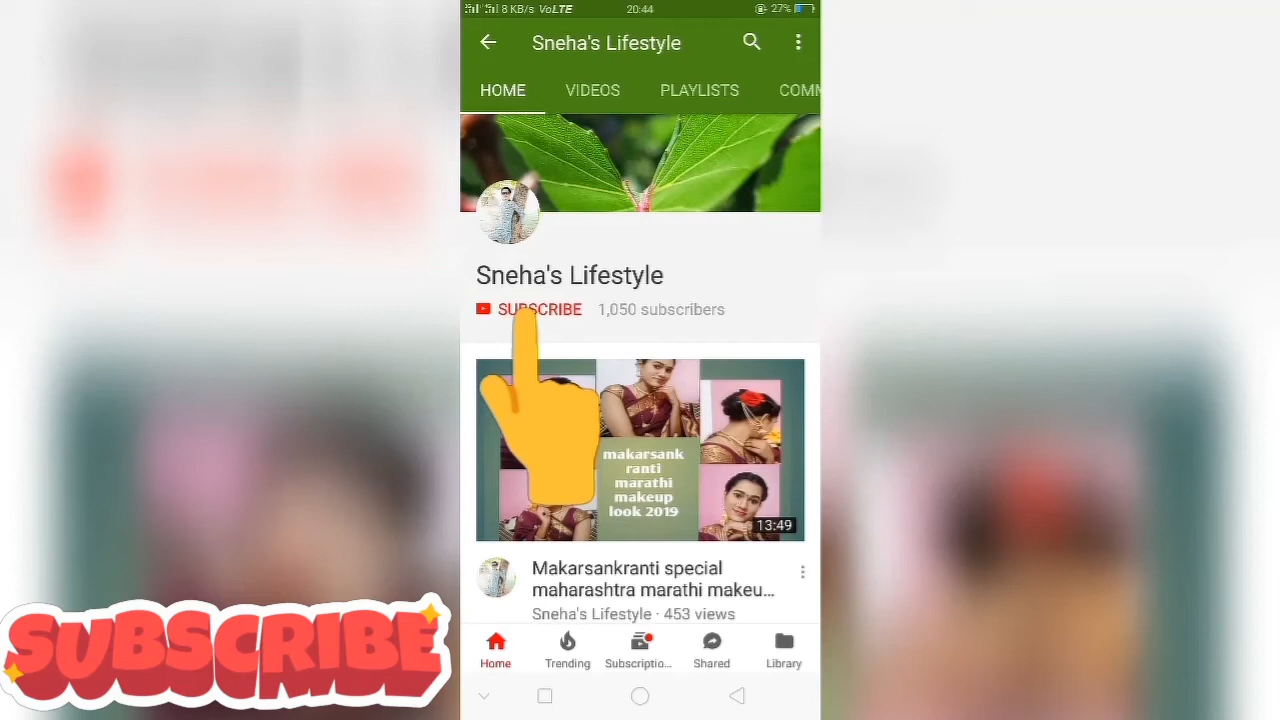 8 KB/s VoLTE 20:44 27%
Sneha's Lifestyle
HOME VIDEOS PLAYLISTS COMM
Sneha's Lifestyle
SUBSCRIBE 1,050 subscribers
makarsank
ranti
marathi
makeup
look 2019
13:49
Makarsankranti special
maharashtra marathi makeu...
Sneha's Lifestyle · 453 views
SUBSCRIBE
Home Trending Subscriptio... Shared Library